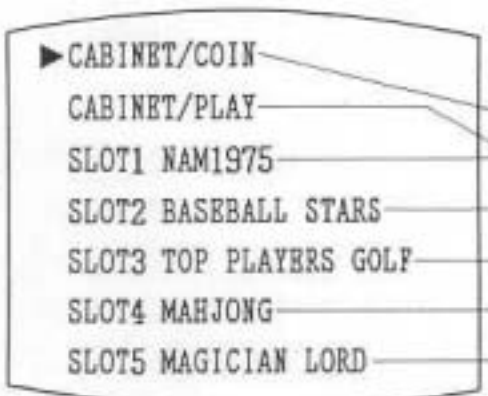 ▶CABINET/COIN
CABINET/PLAY
SLOT1 NAM1975
SLOT2 BASEBALL STARS
SLOT3 TOP PLAYERS GOLF
SLOT4 MAHJONG
SLOT5 MAGICIAN LORD